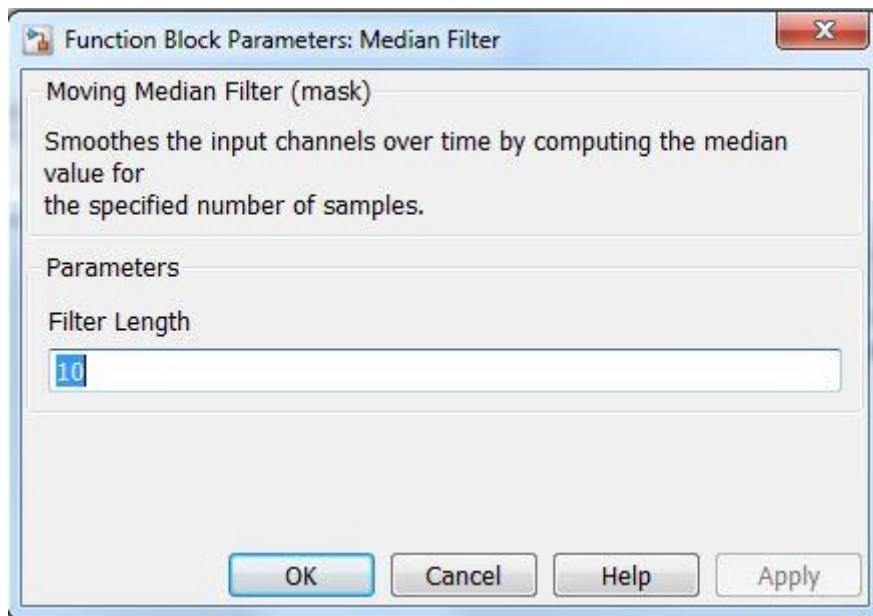 Function Block Parameters: Median Filter
Moving Median Filter (mask)
Smoothes the input channels over time by computing the median
value for
the specified number of samples.
Parameters
Filter Length
10
OK Cancel Help Apply